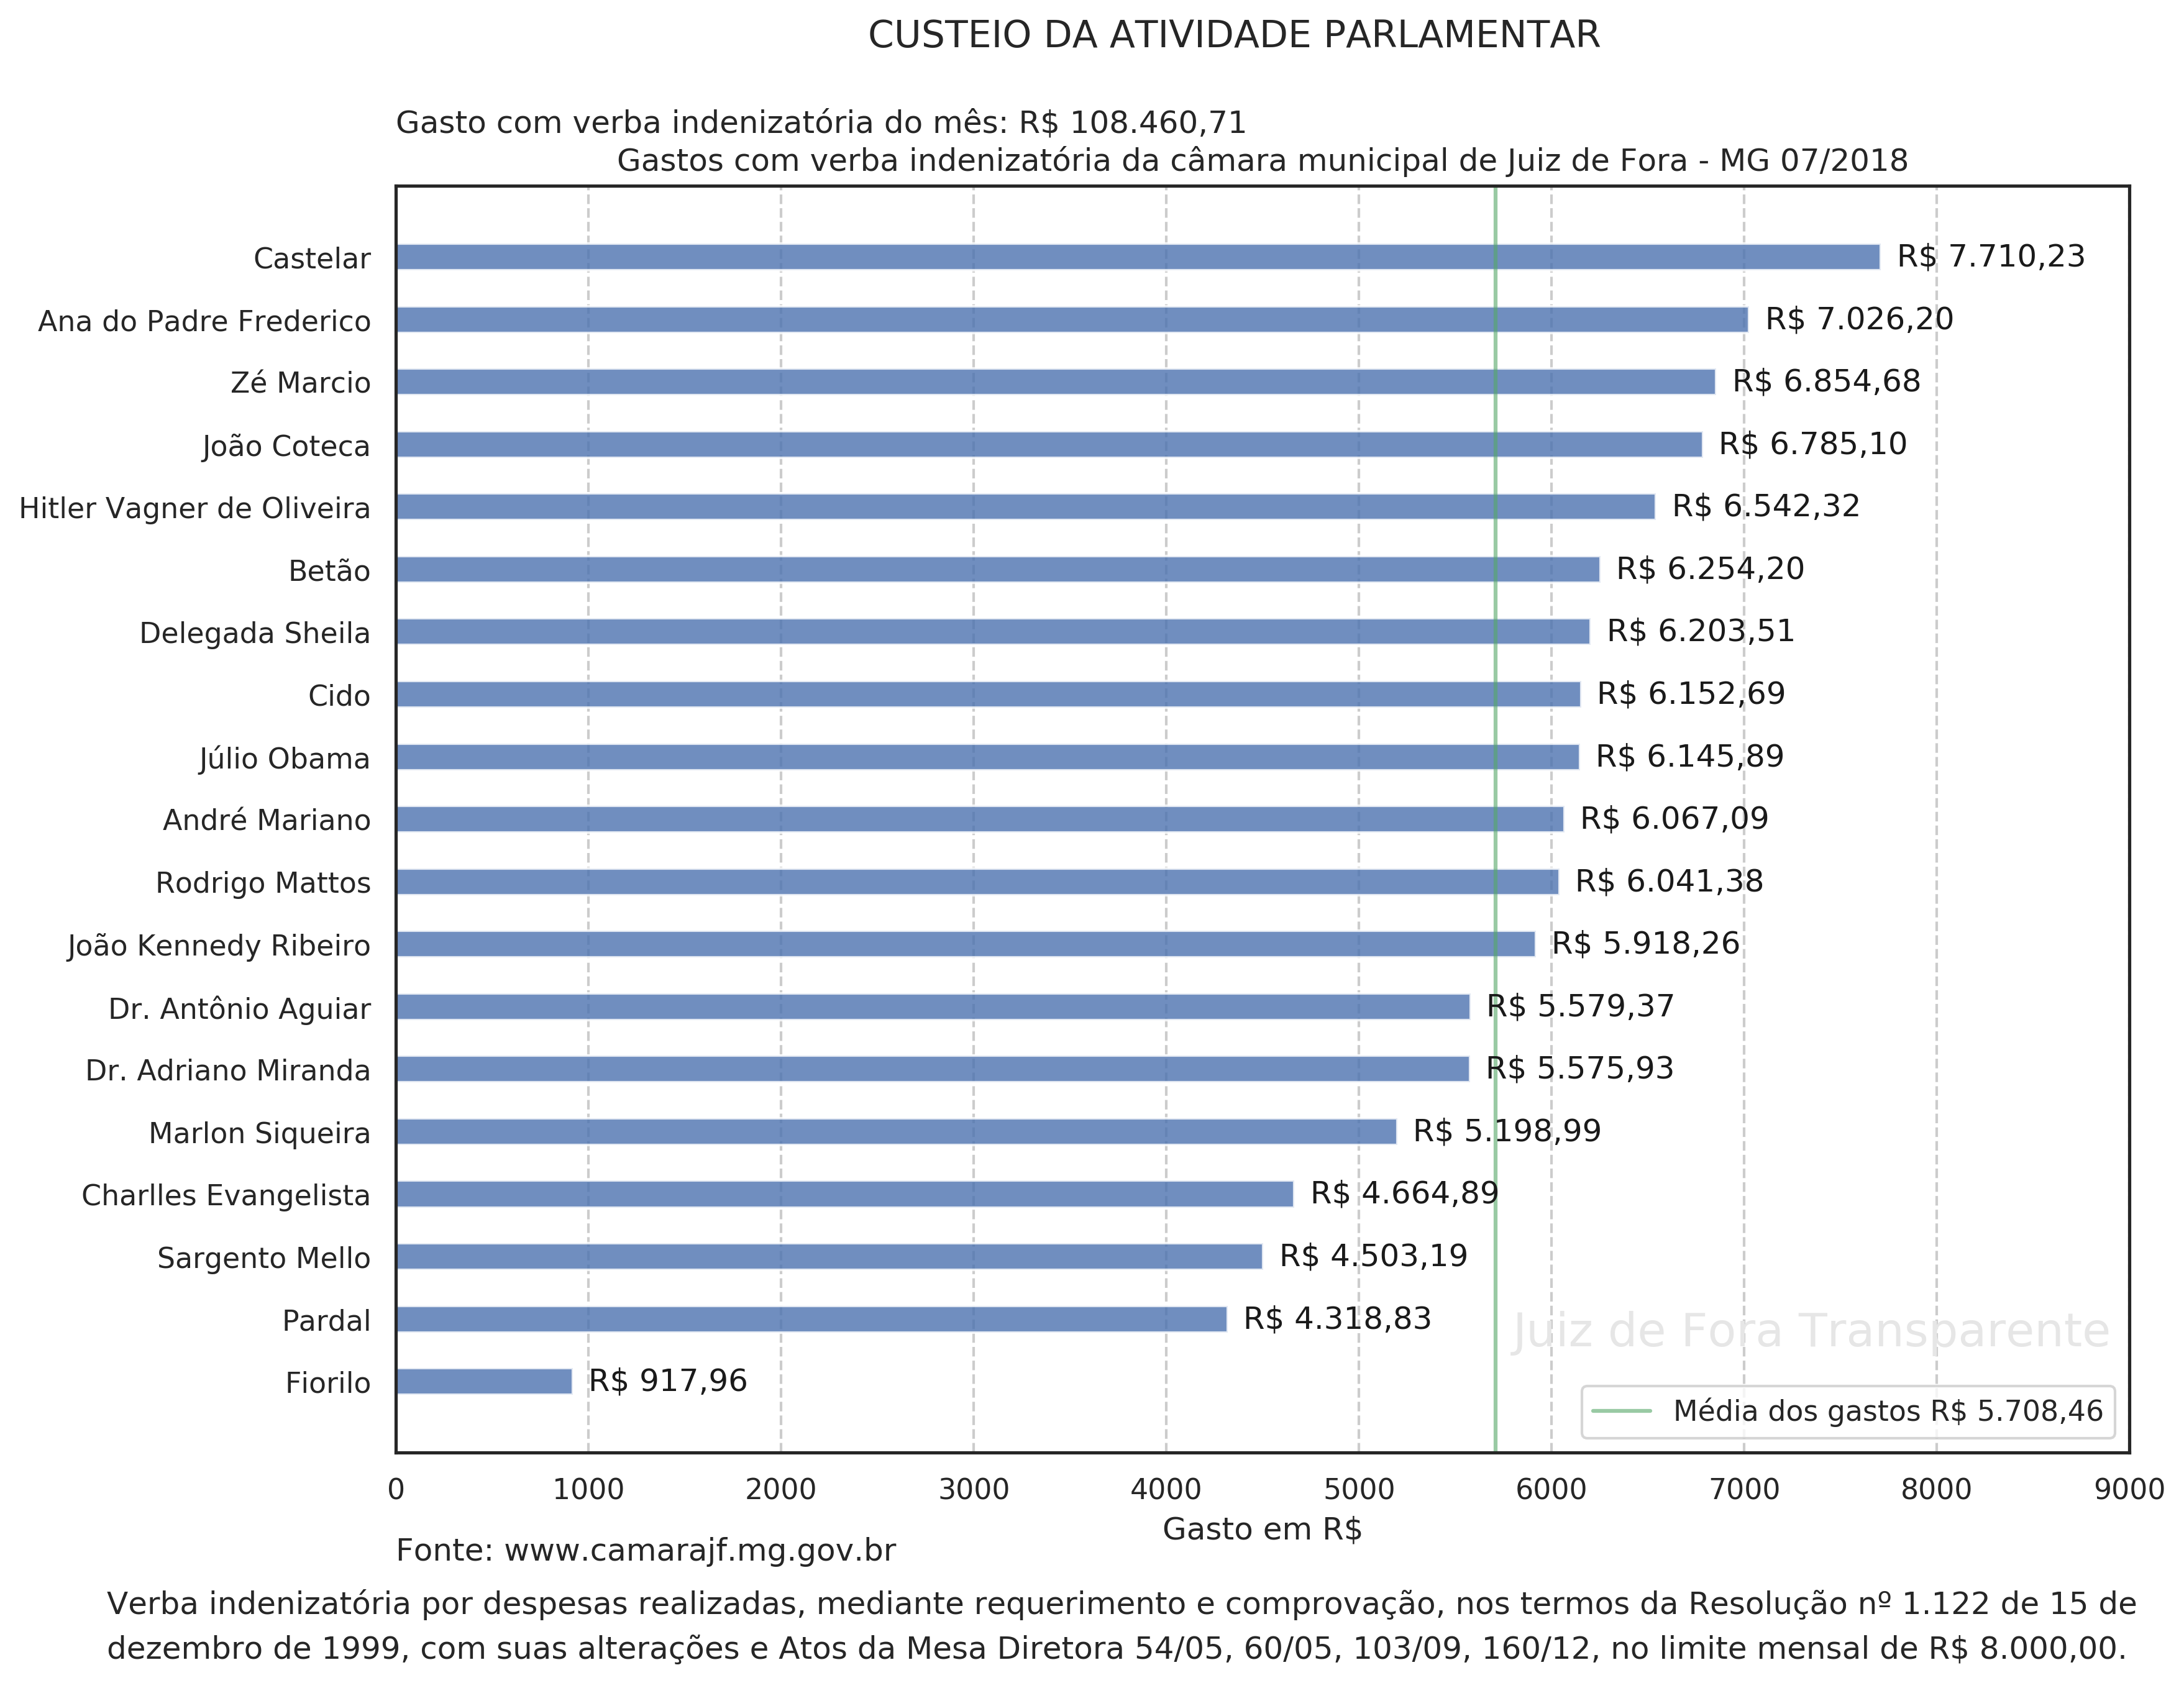 CUSTEIO DA ATIVIDADE PARLAMENTAR
Gasto com verba indenizatória do mês: R$ 108.460,71
Gastos com verba indenizatória da câmara municipal de Juiz de Fora - MG 07/2018
Castelar R$ 7.710,23
Ana do Padre Frederico R$ 7.026,20
Zé Marcio R$ 6.854,68
João Coteca R$ 6.785,10
Hitler Vagner de Oliveira R$ 6.542,32
Betão R$ 6.254,20
Delegada Sheila R$ 6.203,51
Cido R$ 6.152,69
Júlio Obama R$ 6.145,89
André Mariano R$ 6.067,09
Rodrigo Mattos R$ 6.041,38
João Kennedy Ribeiro R$ 5.918,26
Dr. Antônio Aguiar R$ 5.579,37
Dr. Adriano Miranda R$ 5.575,93
Marlon Siqueira R$ 5.198,99
Charlles Evangelista R$ 4.664,89
Sargento Mello R$ 4.503,19
Pardal R$ 4.318,83
Juiz de Fora Transparente
Fiorilo R$ 917,96
Média dos gastos R$ 5.708,46
0 1000 2000 3000 4000 5000 6000 7000 8000 9000
Gasto em R$
Fonte: www.camarajf.mg.gov.br
Verba indenizatória por despesas realizadas, mediante requerimento e comprovação, nos termos da Resolução nº 1.122 de 15 de
dezembro de 1999, com suas alterações e Atos da Mesa Diretora 54/05, 60/05, 103/09, 160/12, no limite mensal de R$ 8.000,00.